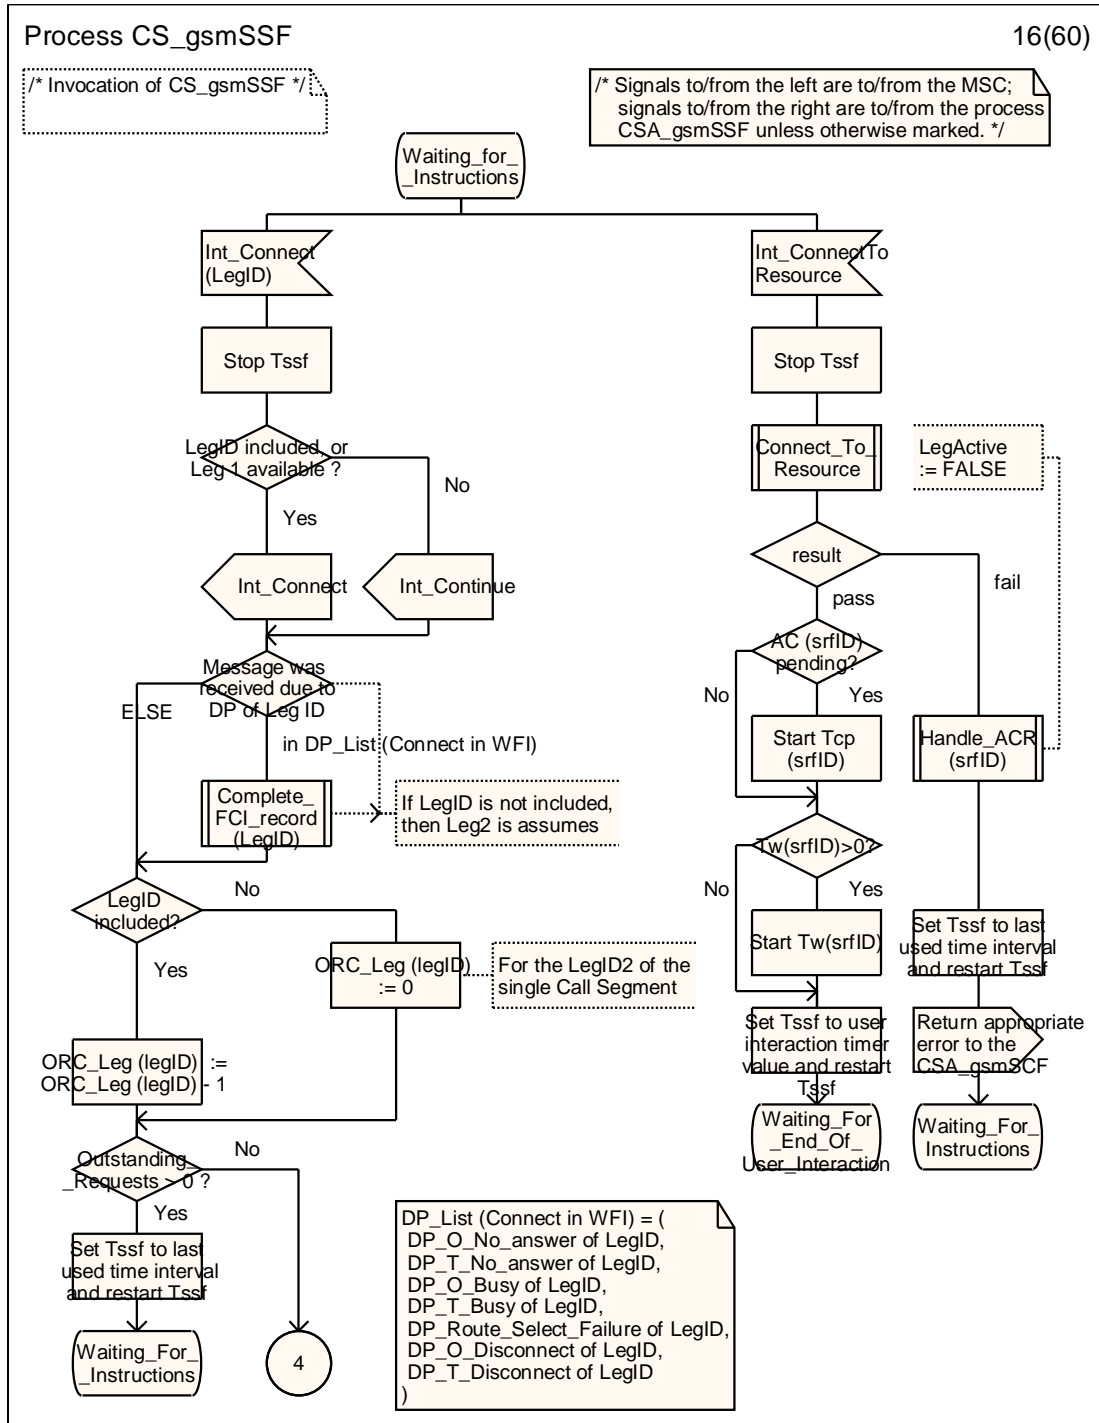 Process CS_gsmSSF
16(60)
/* Invocation of CS_gsmSSF */
/* Signals to/from the left are to/from the MSC;
signals to/from the right are to/from the process
CSA_gsmSSF unless otherwise marked. */
Waiting_for_
_Instructions
Int_Connect
(LegID)
Int_ConnectTo
Resource
Stop Tssf
Stop Tssf
LegID included, or
Leg 1 available ?
No
Yes
Connect_To_
Resource
LegActive
:= FALSE
Int_Connect
Int_Continue
result
fail
pass
Message was
received due to
DP of Leg ID
ELSE
in DP_List (Connect in WFI)
AC (srfID)
pending?
No
Yes
Start Tcp
(srfID)
Handle_ACR
(srfID)
Complete_
FCI_record
(LegID)
If LegID is not included,
then Leg2 is assumes
Tw(srfID)>0?
No
Yes
LegID
included?
No
Yes
ORC_Leg (legID)
:= 0
For the LegID2 of the
single Call Segment
Start Tw(srfID)
Set Tssf to last
used time interval
and restart Tssf
Set Tssf to user
interaction timer
value and restart
Tssf
Return appropriate
error to the
CSA_gsmSCF
ORC_Leg (legID) :=
ORC_Leg (legID) - 1
Waiting_For
_End_Of_
User_Interaction
Waiting_For_
Instructions
Outstanding_
_Requests > 0 ?
No
Yes
Set Tssf to last
used time interval
and restart Tssf
Waiting_For_
_Instructions
4
DP_List (Connect in WFI) = (
DP_O_No_answer of LegID,
DP_T_No_answer of LegID,
DP_O_Busy of LegID,
DP_T_Busy of LegID,
DP_Route_Select_Failure of LegID,
DP_O_Disconnect of LegID,
DP_T_Disconnect of LegID
)